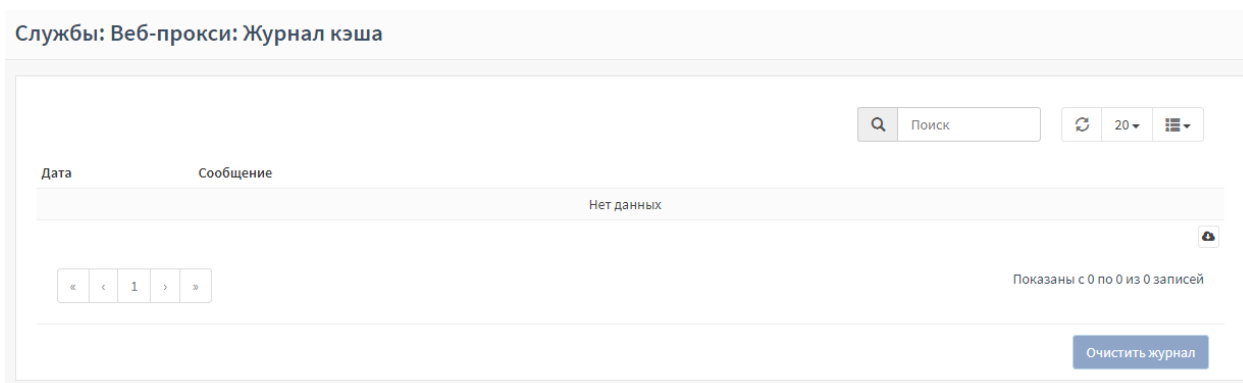 Службы: Веб-прокси: Журнал кэша
Поиск 20
Дата Сообщение
Нет данных
« ‹ 1 › » Показаны с 0 по 0 из 0 записей
Очистить журнал